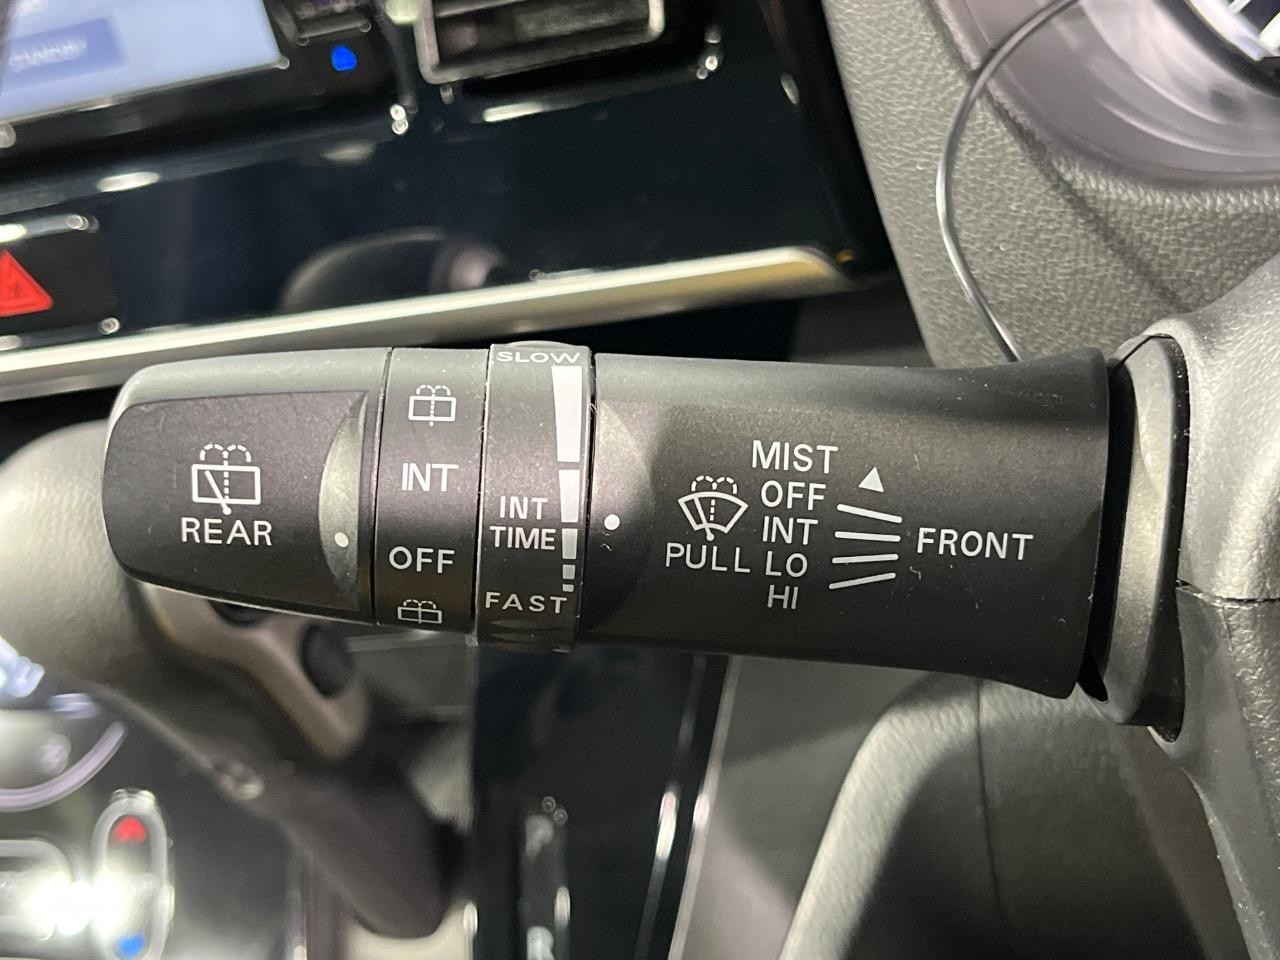 SLOW
INT
TIME
FAST
REAR
INT
OFF
MIST
OFF
INT
LO
HI
PULL
FRONT